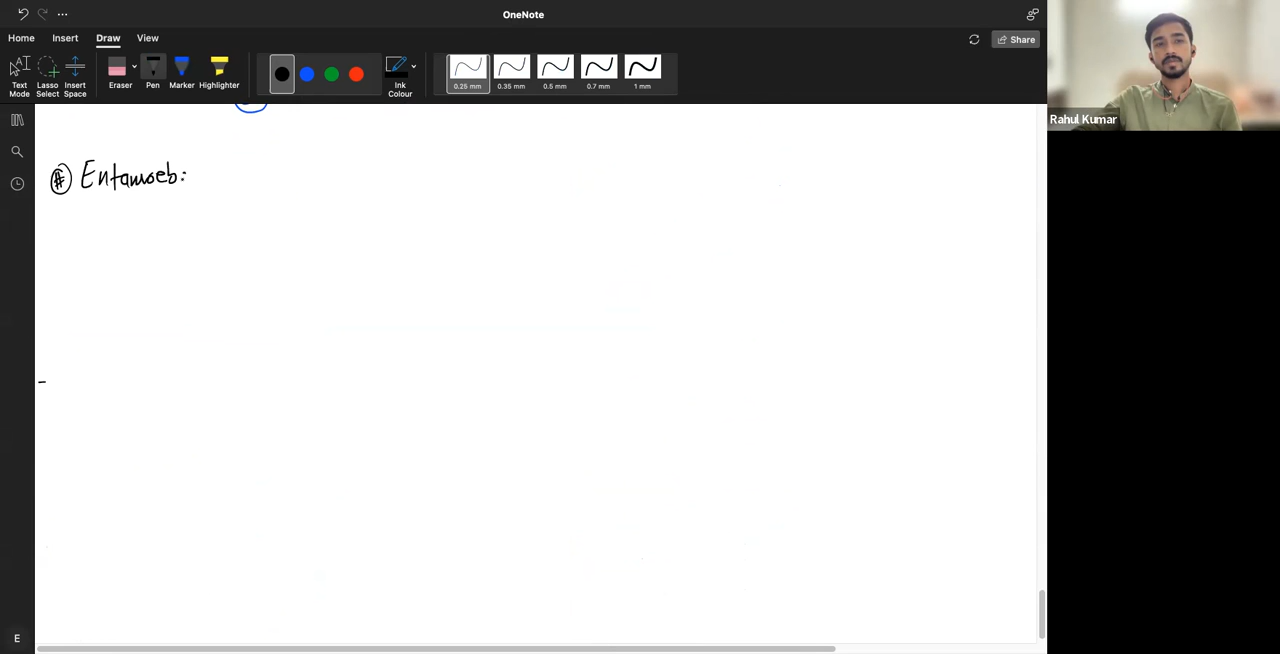 OneNote
Home Insert Draw View
Share
Text Mode
Lasso Select
Insert Space
Eraser
Pen
Marker
Highlighter
Ink Colour
0.25 mm
0.35 mm
0.5 mm
0.7 mm
1 mm
Rahul Kumar
# Entamoeb:
E